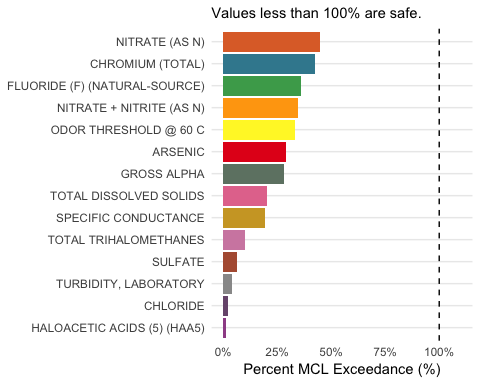 Values less than 100% are safe.
NITRATE (AS N)
CHROMIUM (TOTAL)
FLUORIDE (F) (NATURAL-SOURCE)
NITRATE + NITRITE (AS N)
ODOR THRESHOLD @ 60 C
ARSENIC
GROSS ALPHA
TOTAL DISSOLVED SOLIDS
SPECIFIC CONDUCTANCE
TOTAL TRIHALOMETHANES
SULFATE
TURBIDITY, LABORATORY
CHLORIDE
HALOACETIC ACIDS (5) (HAA5)
0% 25% 50% 75% 100%
Percent MCL Exceedance (%)